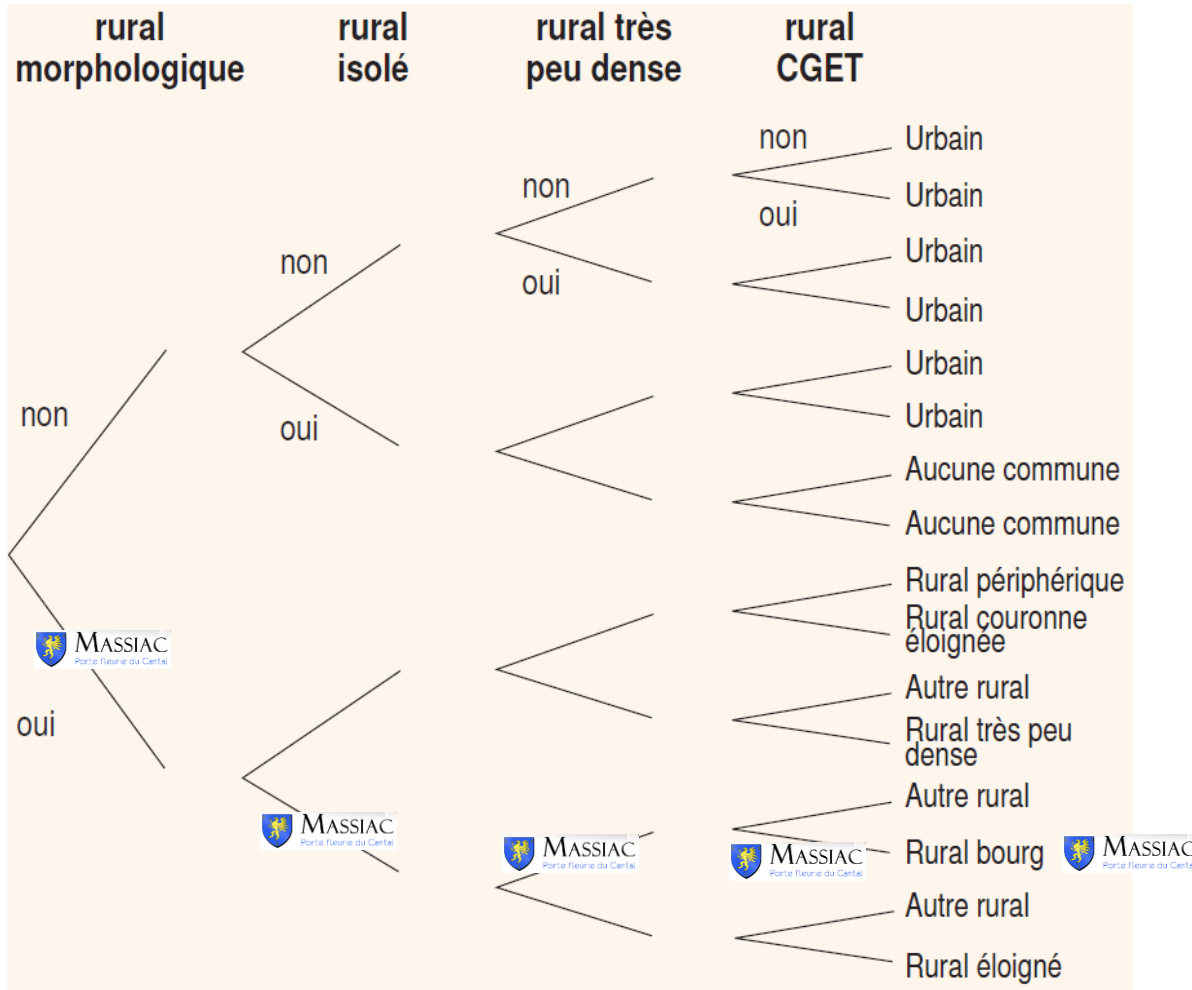 rural
morphologique
rural
isolé
rural très
peu dense
rural
CGET
non
oui
non
oui
non
oui
non
oui
Urbain
Urbain
Urbain
Urbain
Urbain
Urbain
Aucune commune
Aucune commune
Rural périphérique
Rural couronne
éloignée
Autre rural
Rural très peu
dense
Autre rural
Rural bourg
Autre rural
Rural éloigné
MASSIAC
Porte fleurie du Cantal
MASSIAC
Porte fleurie du Cantal
MASSIAC
Porte fleurie du Cantal
MASSIAC
Porte fleurie du Cantal
MASSIAC
Porte fleurie du Canta